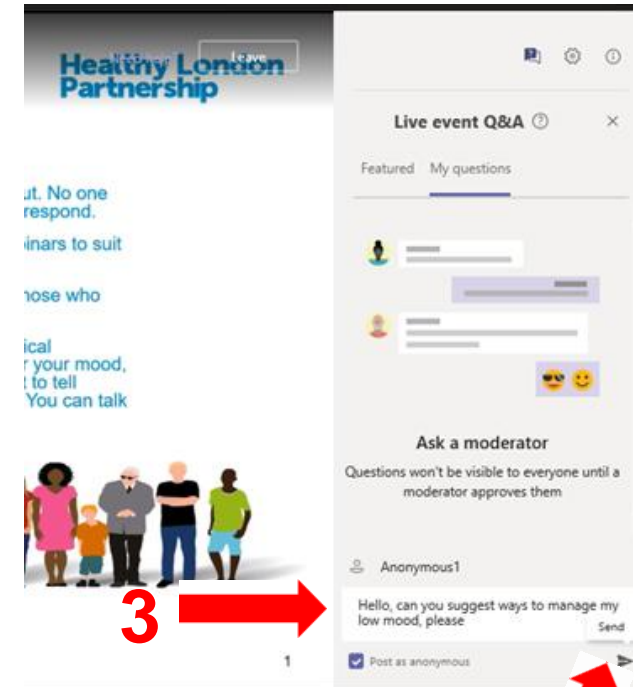 Healthy London
Partnership
Leave
ut. No one
respond.
inars to suit
hose who
ical
r your mood,
t to tell
You can talk
3
1
Live event Q&A
Featured My questions
Ask a moderator
Questions won't be visible to everyone until a
moderator approves them
Anonymous1
Hello, can you suggest ways to manage my
low mood, please
Send
Post as anonymous